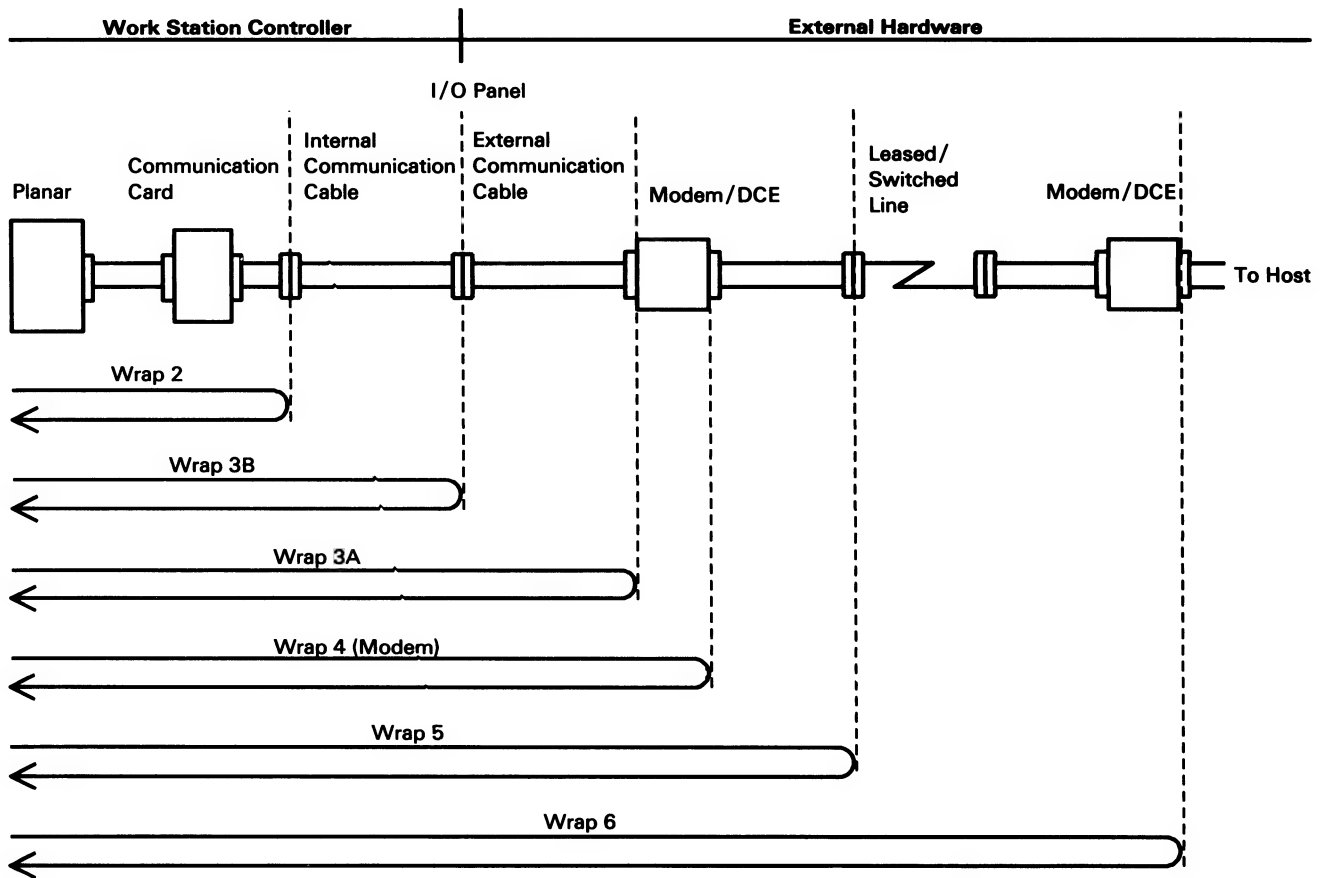 Work Station Controller
External Hardware
I/O Panel
Planar
Communication
Card
Internal
Communication
Cable
External
Communication
Cable
Modem/DCE
Leased/
Switched
Line
Modem/DCE
To Host
Wrap 2
Wrap 3B
Wrap 3A
Wrap 4 (Modem)
Wrap 5
Wrap 6